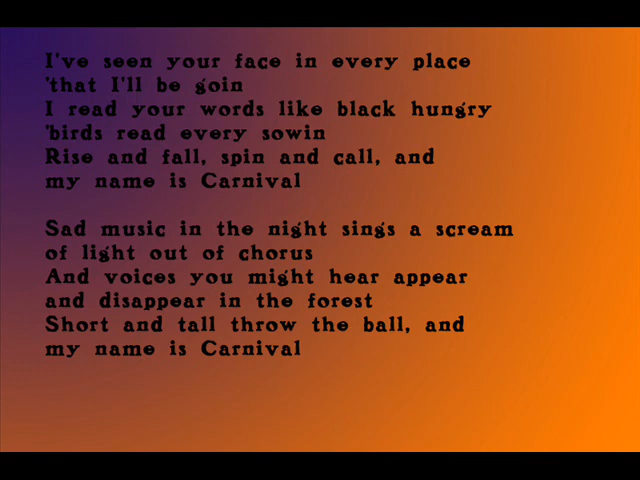 I've seen your face in every place
'that I'll be goin
I read your words like black hungry
'birds read every sowin
Rise and fall, spin and call, and
my name is Carnival
Sad music in the night sings a scream
of light out of chorus
And voices you might hear appear
and disappear in the forest
Short and tall throw the ball, and
my name is Carnival